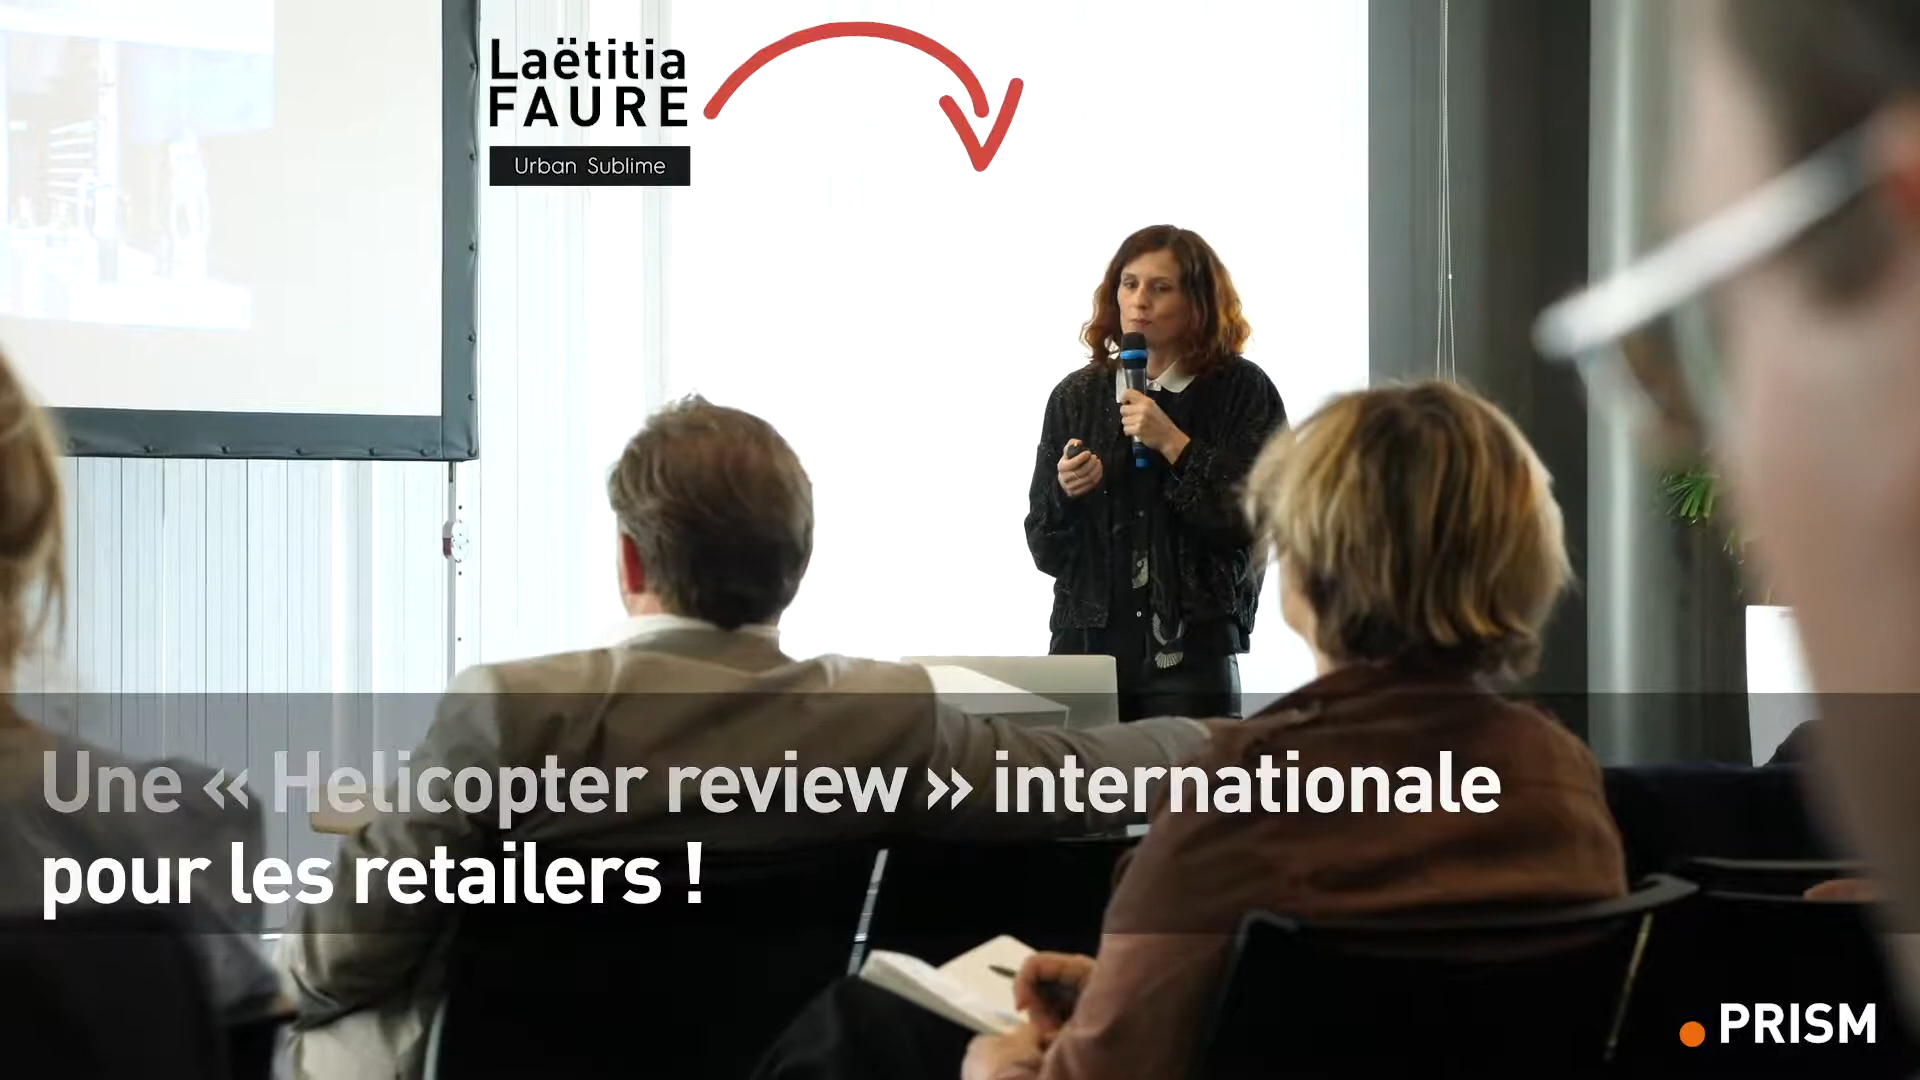 Laëtitia
FAURE
Urban Sublime
Une « Helicopter review » internationale
pour les retailers !
PRISM